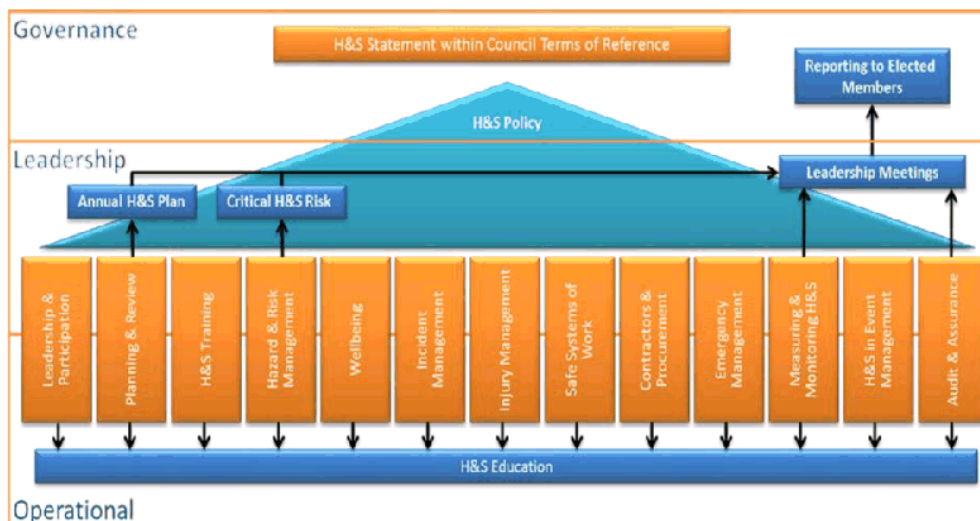 Governance
H&S Statement within Council Terms of Reference
Reporting to Elected
Members
H&S Policy
Leadership
Leadership Meetings
Annual H&S Plan
Critical H&S Risk
Leadership &
Participation
Planning & Review
H&S Training
Hazard & Risk
Management
Wellbeing
Incident
Management
Injury Management
Safe Systems of
Work
Contractors &
Procurement
Emergency
Management
Measuring &
Monitoring H&S
H&S in Event
Management
Audit & Assurance
H&S Education
Operational